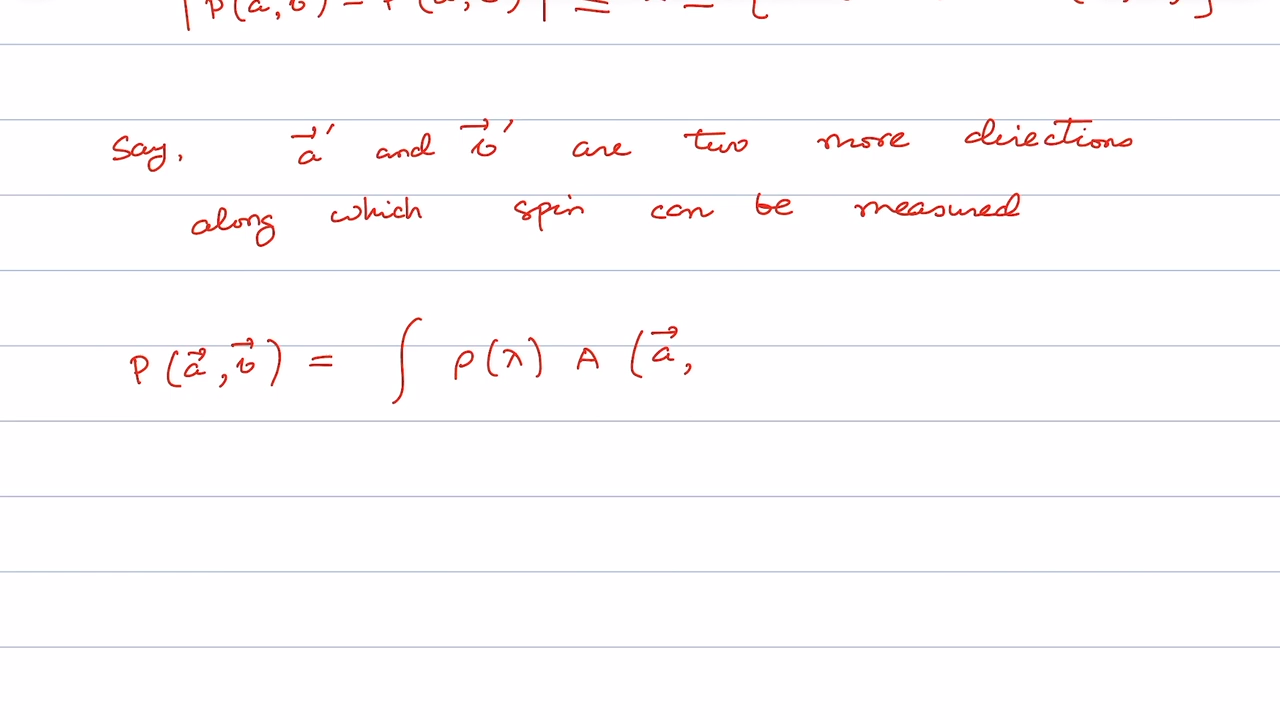 Say, a⃗′ and b⃗′ are two more directions
along which spin can be measured
P(a⃗, b⃗) = ∫ ρ(λ) A (a⃗,